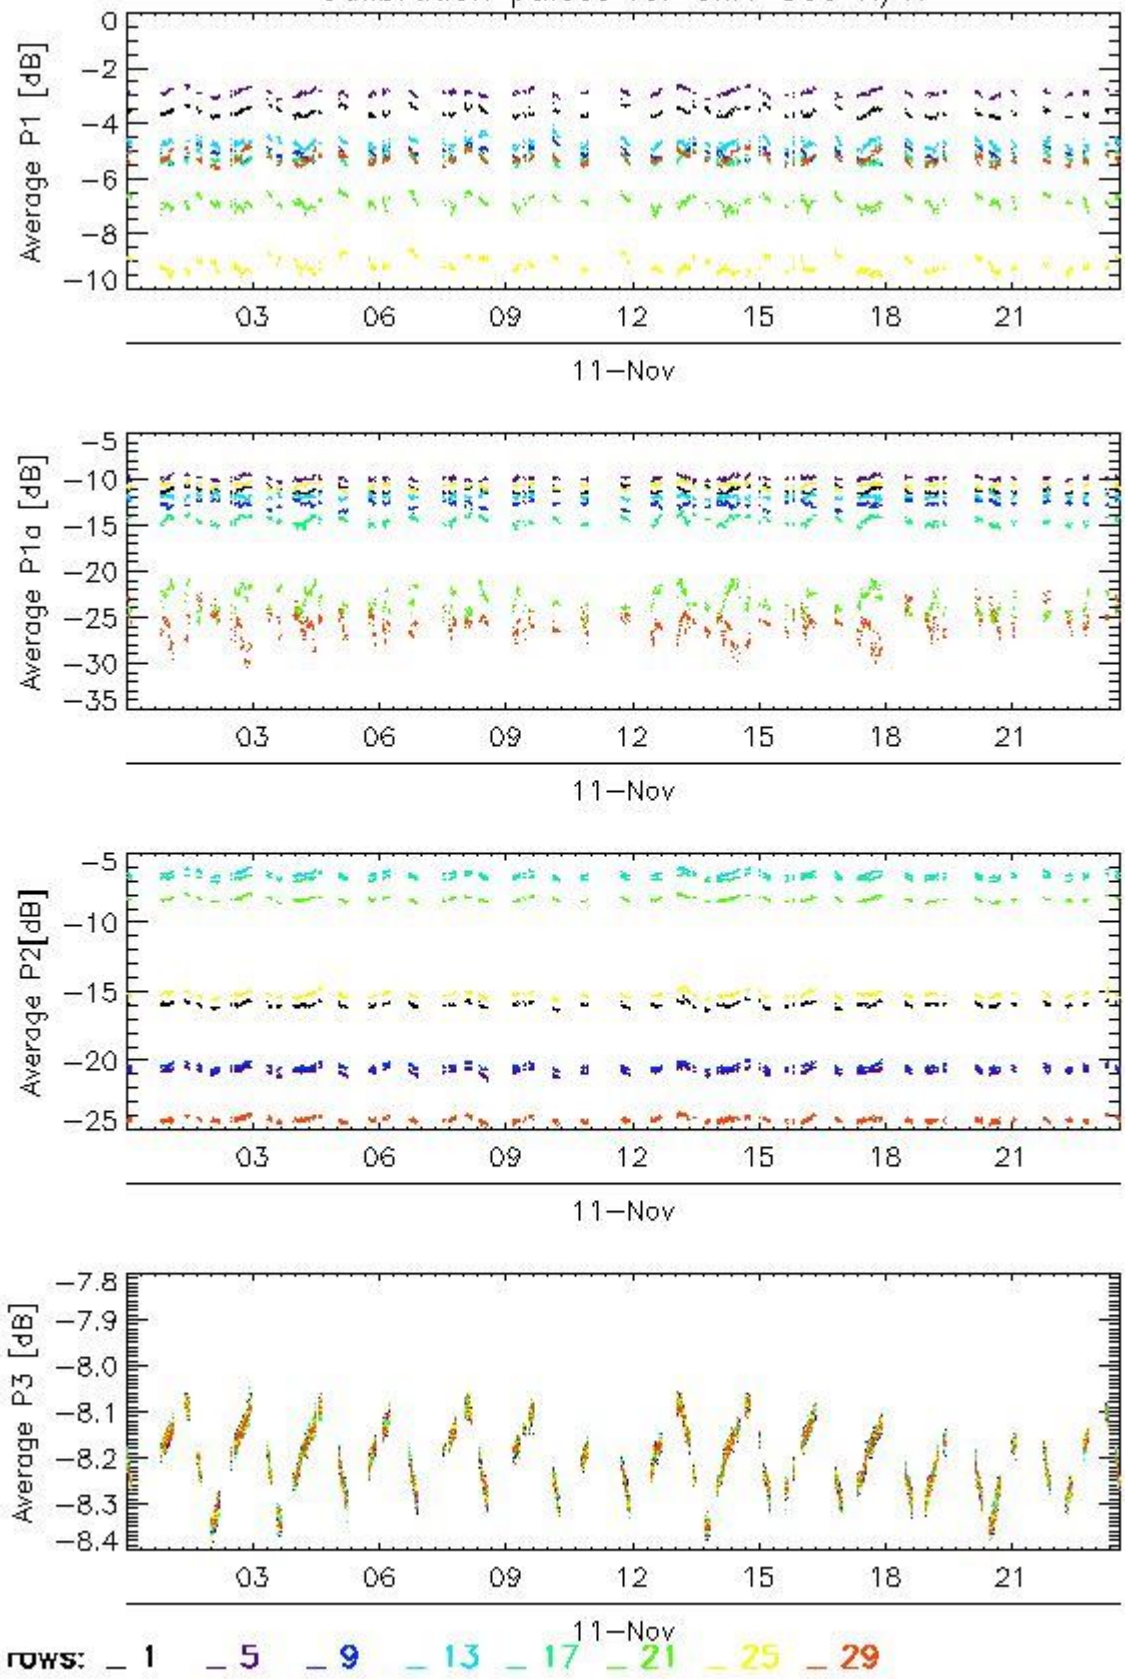 0
−2
−4
−6
−8
−10
Average P1 [dB]
03 06 09 12 15 18 21
11−Nov
−5
−10
−15
−20
−25
−30
−35
Average P1a [dB]
03 06 09 12 15 18 21
11−Nov
−5
−10
−15
−20
−25
Average P2[dB]
03 06 09 12 15 18 21
11−Nov
−7.8
−7.9
−8.0
−8.1
−8.2
−8.3
−8.4
Average P3 [dB]
03 06 09 12 15 18 21
11−Nov
rows: _ 1 _ 5 _ 9 _ 13 _ 17 _ 21 _ 25 _ 29